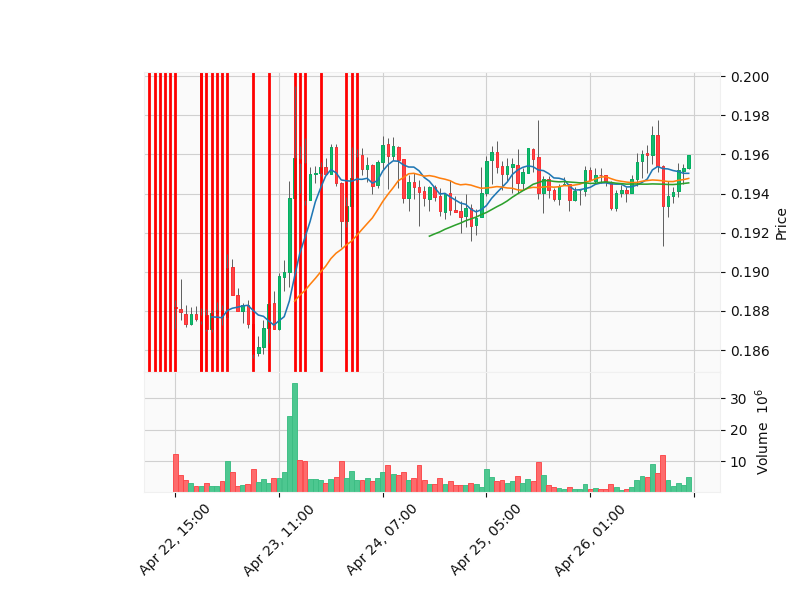 0.200
0.198
0.196
0.194
0.192
0.190
0.188
0.186
Price
30
20
10
Volume 10⁶
Apr 22, 15:00
Apr 23, 11:00
Apr 24, 07:00
Apr 25, 05:00
Apr 26, 01:00